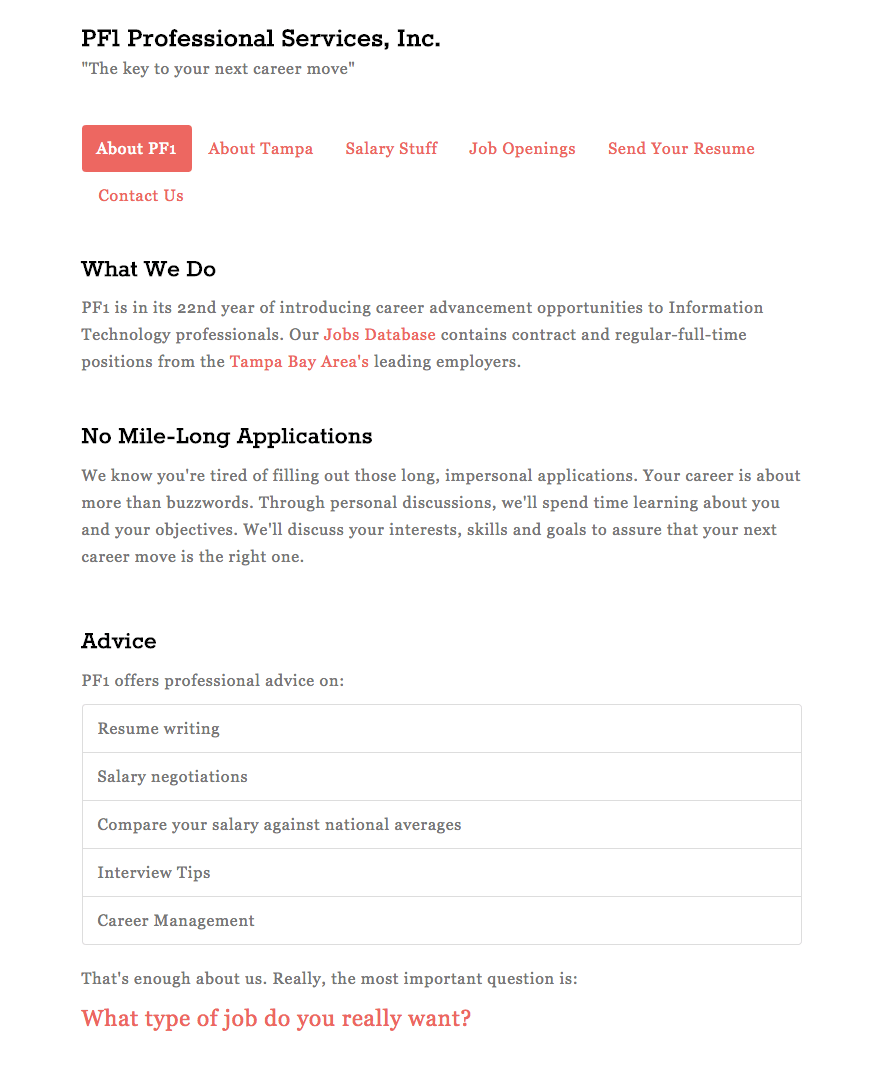 PF1 Professional Services, Inc.
"The key to your next career move"
About PF1 About Tampa Salary Stuff Job Openings Send Your Resume
Contact Us
What We Do
PF1 is in its 22nd year of introducing career advancement opportunities to Information
Technology professionals. Our Jobs Database contains contract and regular-full-time
positions from the Tampa Bay Area's leading employers.
No Mile-Long Applications
We know you're tired of filling out those long, impersonal applications. Your career is about
more than buzzwords. Through personal discussions, we'll spend time learning about you
and your objectives. We'll discuss your interests, skills and goals to assure that your next
career move is the right one.
Advice
PF1 offers professional advice on:
Resume writing
Salary negotiations
Compare your salary against national averages
Interview Tips
Career Management
That's enough about us. Really, the most important question is:
What type of job do you really want?